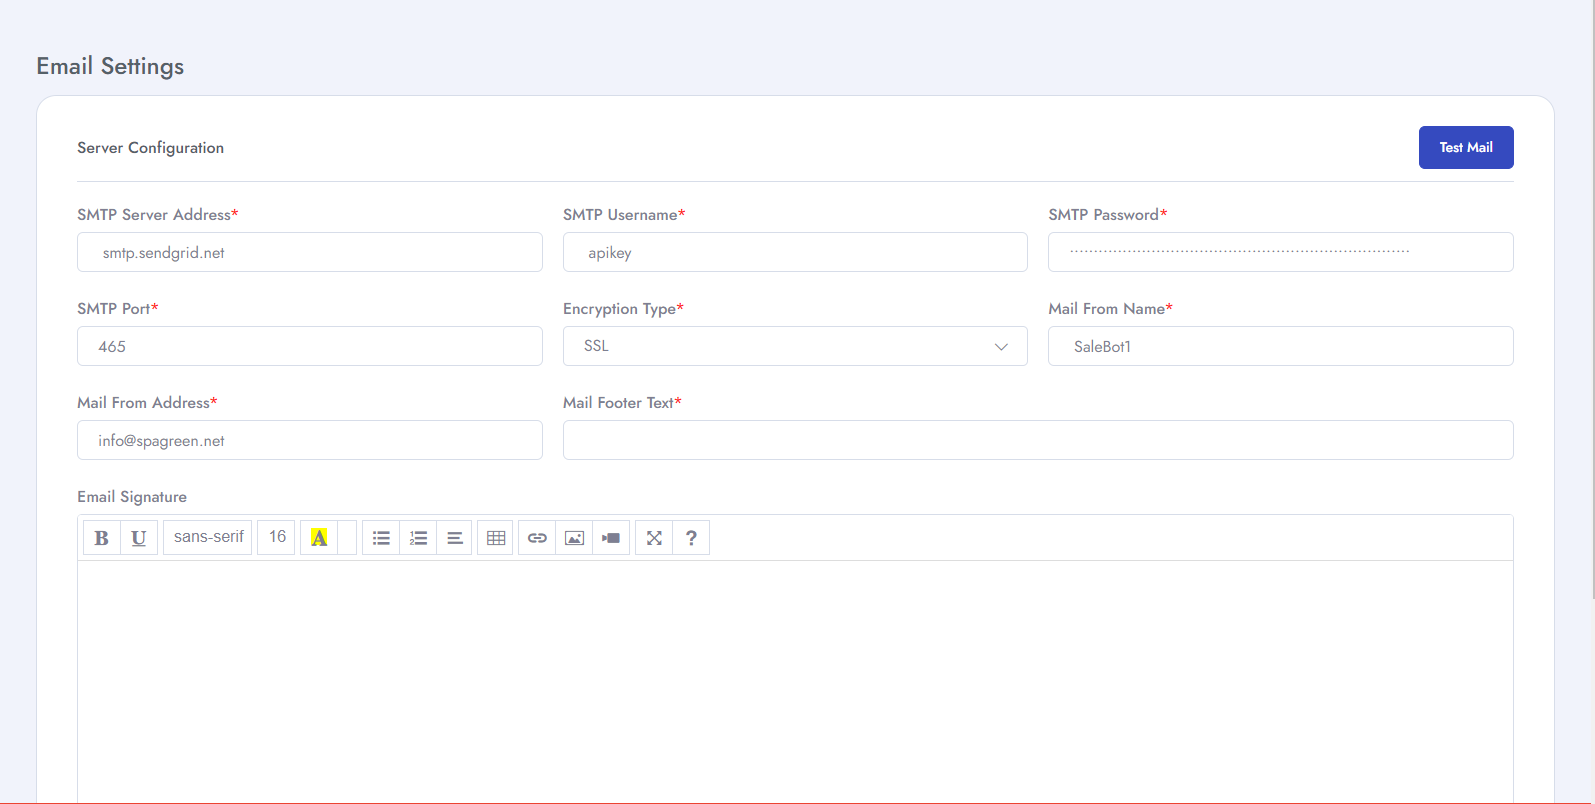 Email Settings
Server Configuration
Test Mail
SMTP Server Address*
SMTP Username*
SMTP Password*
smtp.sendgrid.net
apikey
SMTP Port*
Encryption Type*
Mail From Name*
465
SSL
SaleBot1
Mail From Address*
Mail Footer Text*
info@spagreen.net
Email Signature
B U sans-serif 16 A ?